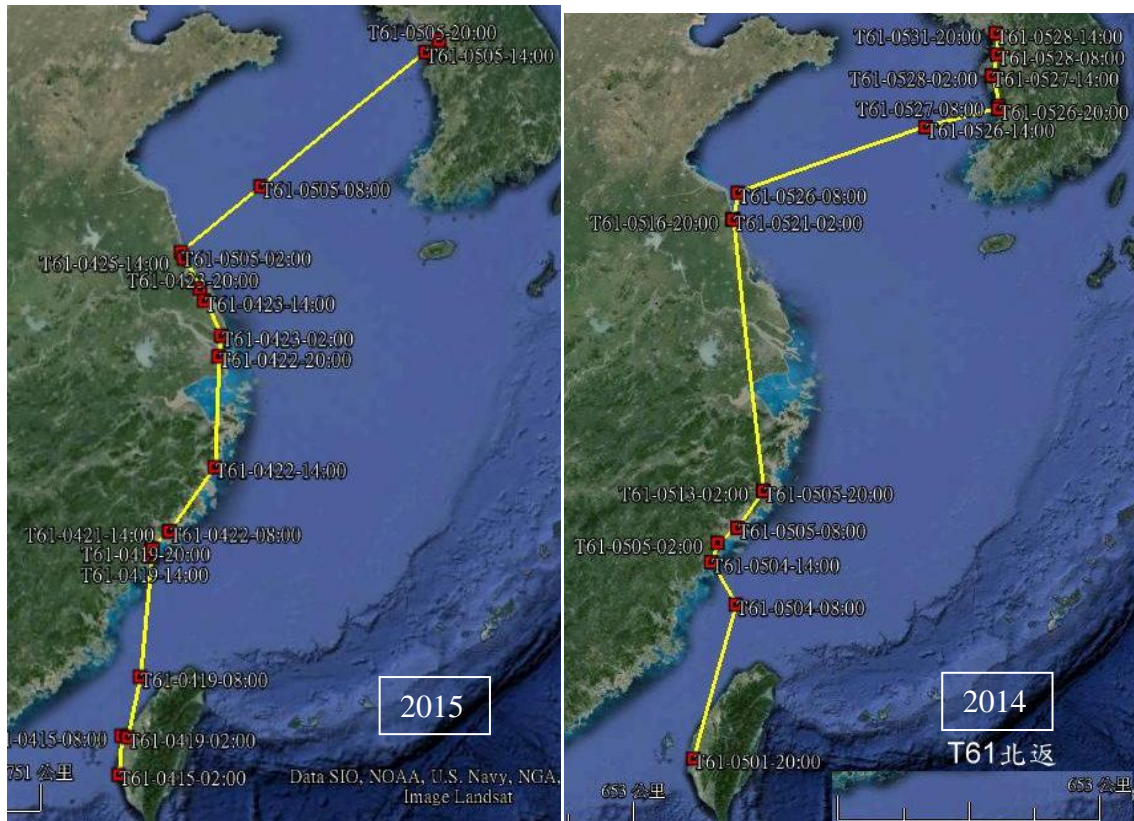 T61-0505-20:00
T61-0505-14:00
T61-0505-08:00
T61-0505-02:00
T61-0425-14:00
T61-0423-20:00
T61-0423-14:00
T61-0423-02:00
T61-0422-20:00
T61-0422-14:00
T61-0421-14:00
T61-0422-08:00
T61-0419-20:00
T61-0419-14:00
T61-0419-08:00
1-0415-08:00
T61-0419-02:00
T61-0415-02:00
2015
751 公里
Data SIO, NOAA, U.S. Navy, NGA,
Image Landsat
T61-0531-20:00
T61-0528-14:00
T61-0528-08:00
T61-0528-02:00
T61-0527-14:00
T61-0527-08:00
T61-0526-20:00
T61-0526-14:00
T61-0526-08:00
T61-0516-20:00
T61-0521-02:00
T61-0513-02:00
T61-0505-20:00
T61-0505-08:00
T61-0505-02:00
T61-0504-14:00
T61-0504-08:00
T61-0501-20:00
2014
T61北返
653 公里
653 公里